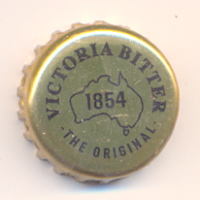 VICTORIA BITTER
1854
· THE ORIGINAL ·